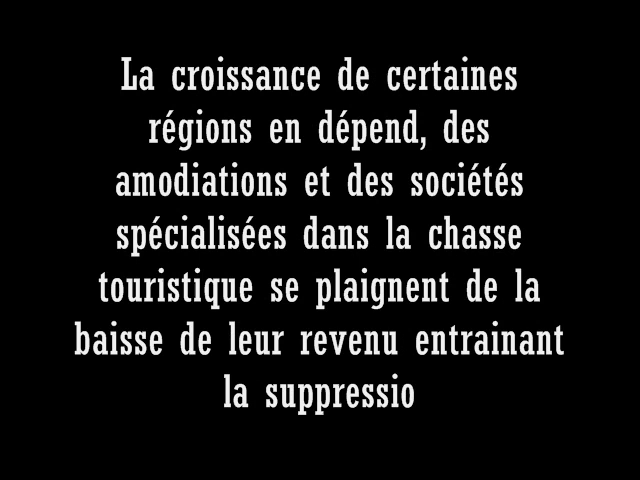 La croissance de certaines
régions en dépend, des
amodiations et des sociétés
spécialisées dans la chasse
touristique se plaignent de la
baisse de leur revenu entrainant
la suppressio